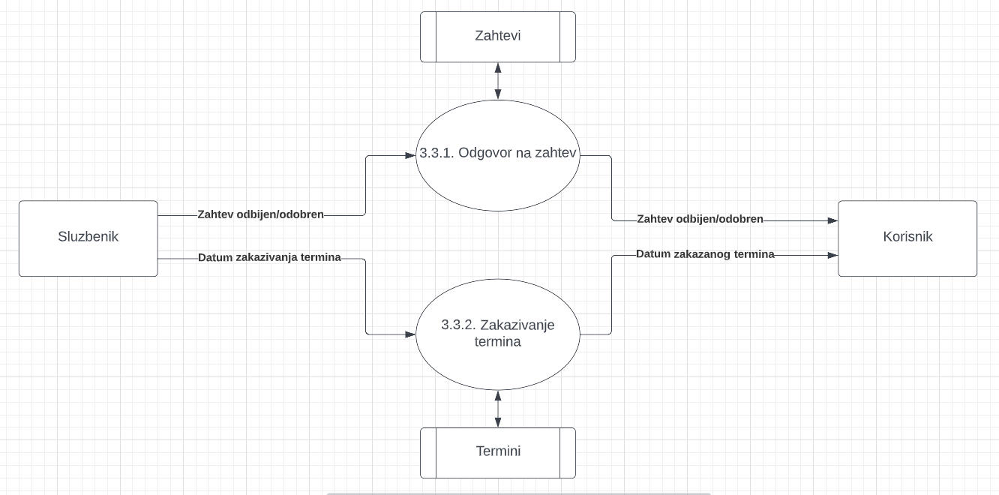 Zahtevi
3.3.1. Odgovor na zahtev
Zahtev odbijen/odobren
Zahtev odbijen/odobren
Sluzbenik
Korisnik
Datum zakazivanja termina
Datum zakazanog termina
3.3.2. Zakazivanje
termina
Termini